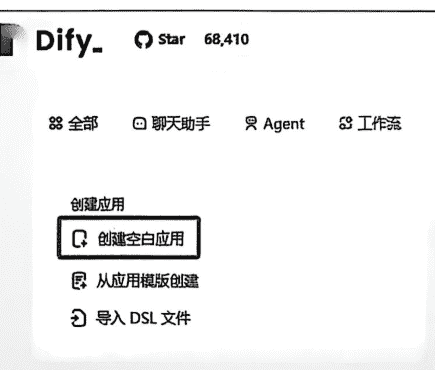 Dify_ Star 68,410
全部 聊天助手 Agent 工作流
创建应用
创建空白应用
从应用模版创建
导入 DSL 文件